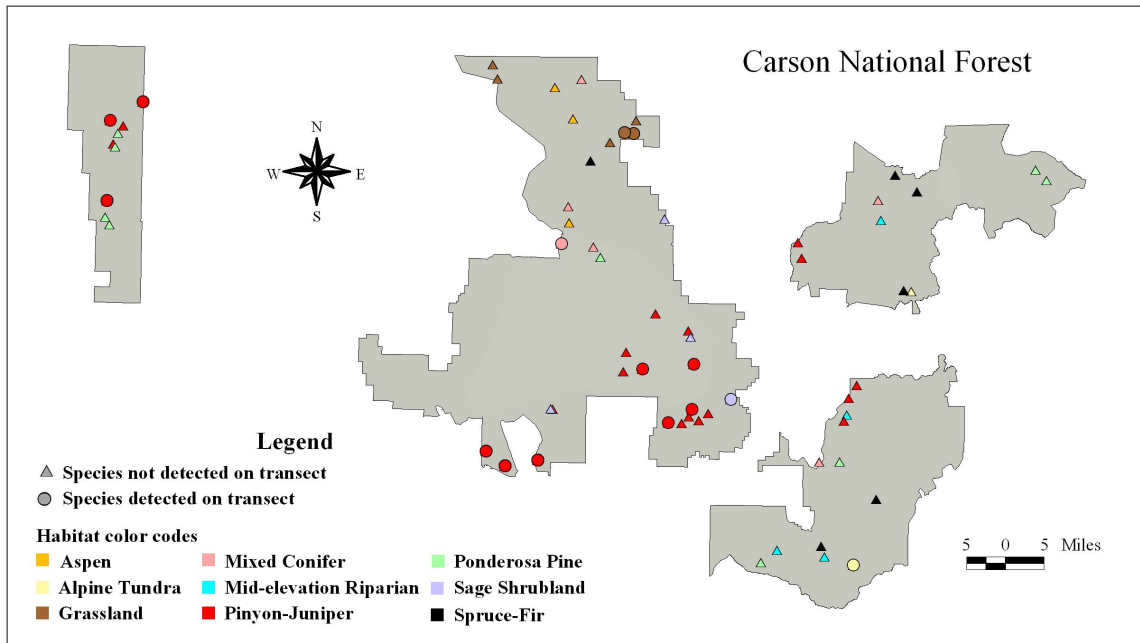 Carson National Forest
N
W E
S
Legend
Species not detected on transect
Species detected on transect
Habitat color codes
Aspen Mixed Conifer Ponderosa Pine
Alpine Tundra Mid-elevation Riparian Sage Shrubland
Grassland Pinyon-Juniper Spruce-Fir
5 0 5 Miles